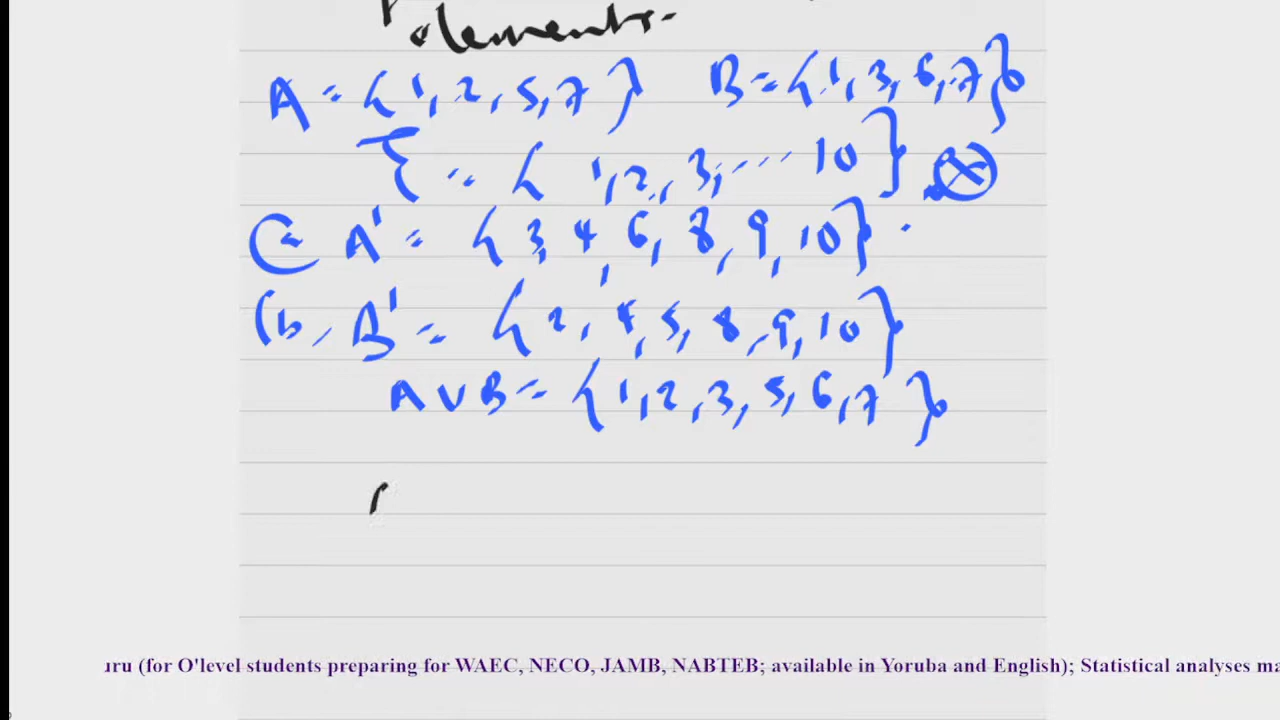 elements.
A = {1, 2, 5, 7} B = {1, 3, 6, 7}
ξ = { 1, 2, 3, ... 10}
(a A' = {3, 4, 6, 8, 9, 10}.
(b, B' = {2, 4, 5, 8, 9, 10}
A ∪ B = {1, 2, 3, 5, 6, 7}
(for O'level students preparing for WAEC, NECO, JAMB, NABTEB; available in Yoruba and English); Statistical analyses